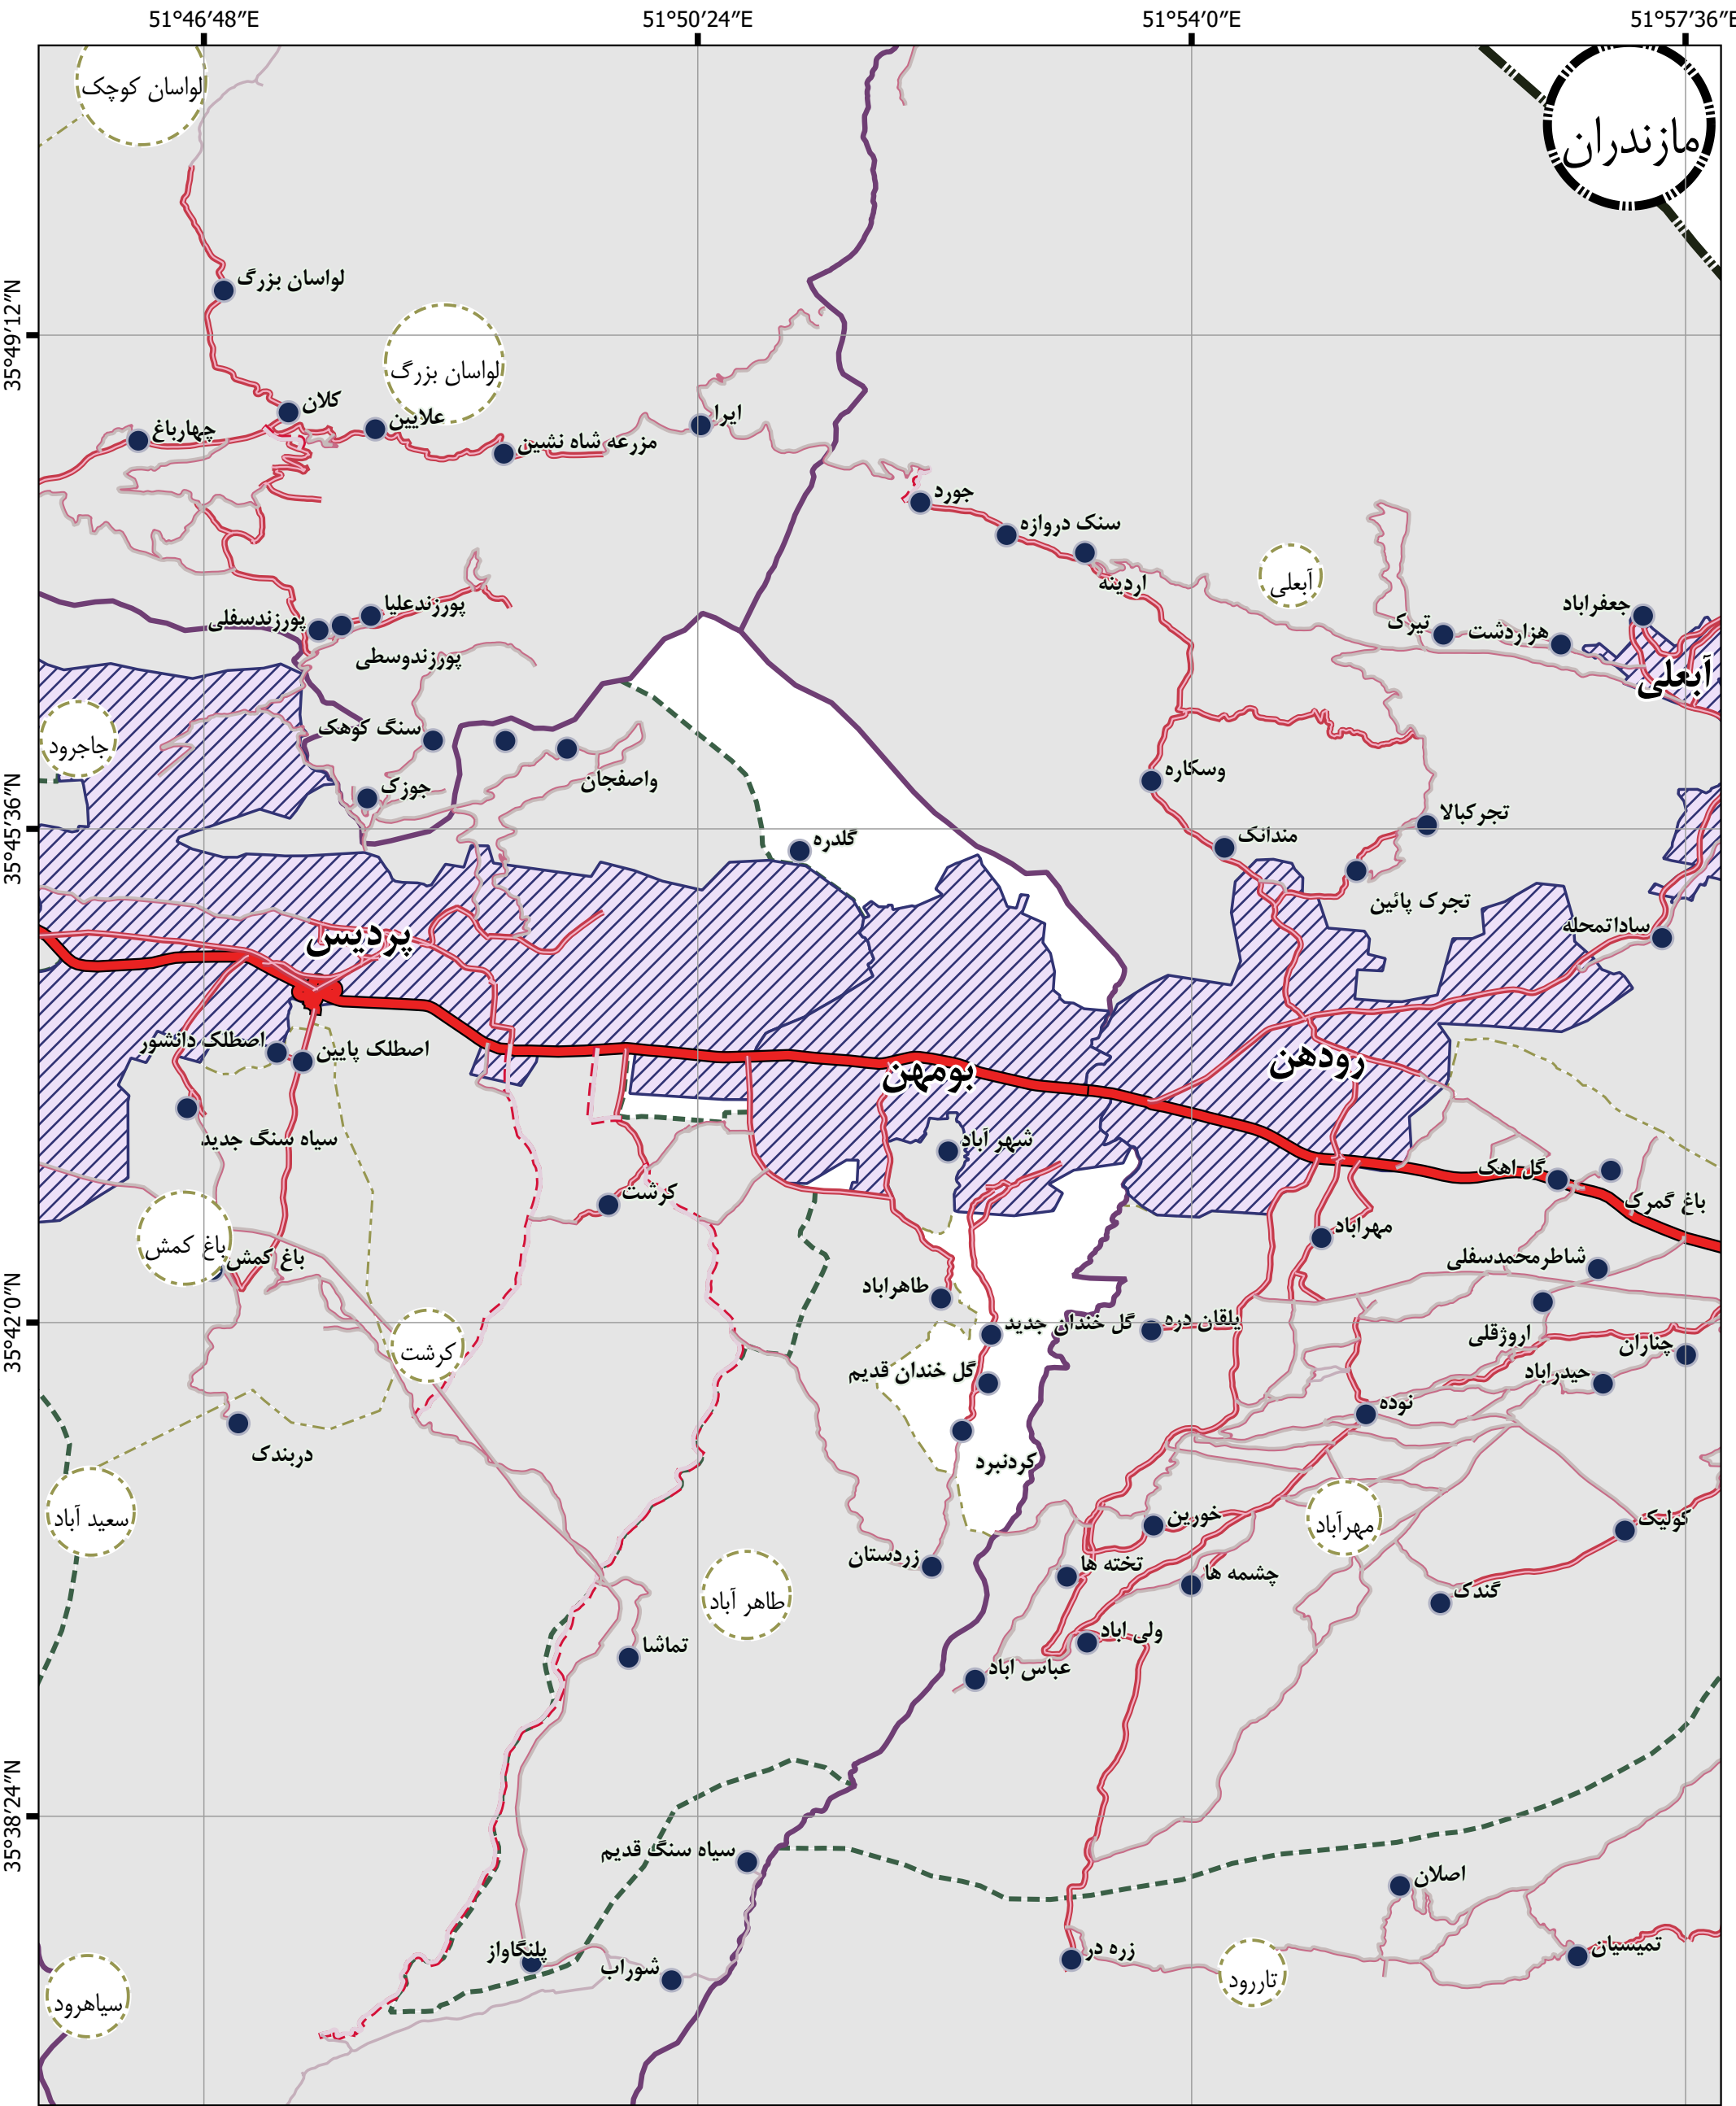 51°46′48″E
51°50′24″E
51°54′0″E
51°57′36″E
لواسان کوچک
مازندران
لواسان بزرگ
35°49′12″N
لواسان بزرگ
کلان
علایین
چهارباغ
ایرا
مزرعه شاه نشین
جورد
سنک دروازه
اردینه
آبعلی
جعفراباد
تیرک
هزاردشت
پورزندعلیا
پورزندسفلی
پورزندوسطی
آبعلی
سنگ کوهک
جاجرود
واصفجان
جوزک
وسکاره
تجرکبالا
35°45′36″N
گلدره
مندانک
تجرک پائین
ساداتمحله
پردیس
اصطلک دانشور
اصطلک پایین
بومهن
رودهن
سیاه سنگ جدید
شهر آباد
گل اهک
باغ گمرک
کرشت
مهراباد
باغ کمش
باغ کمش
شاطرمحمدسفلی
طاهراباد
35°42′0″N
گل خندان جدید
یلقان دره
اروژقلی
چناران
کرشت
گل خندان قدیم
حیدراباد
نوده
دربندک
کردنبرد
سعید آباد
خورین
مهرآباد
کولیک
زردستان
تخته ها
چشمه ها
گندک
طاهر آباد
تماشا
ولی اباد
عباس اباد
35°38′24″N
سیاه سنگ قدیم
اصلان
پلنگاواز
شوراب
زره در
تمیسیان
تاررود
سیاهرود